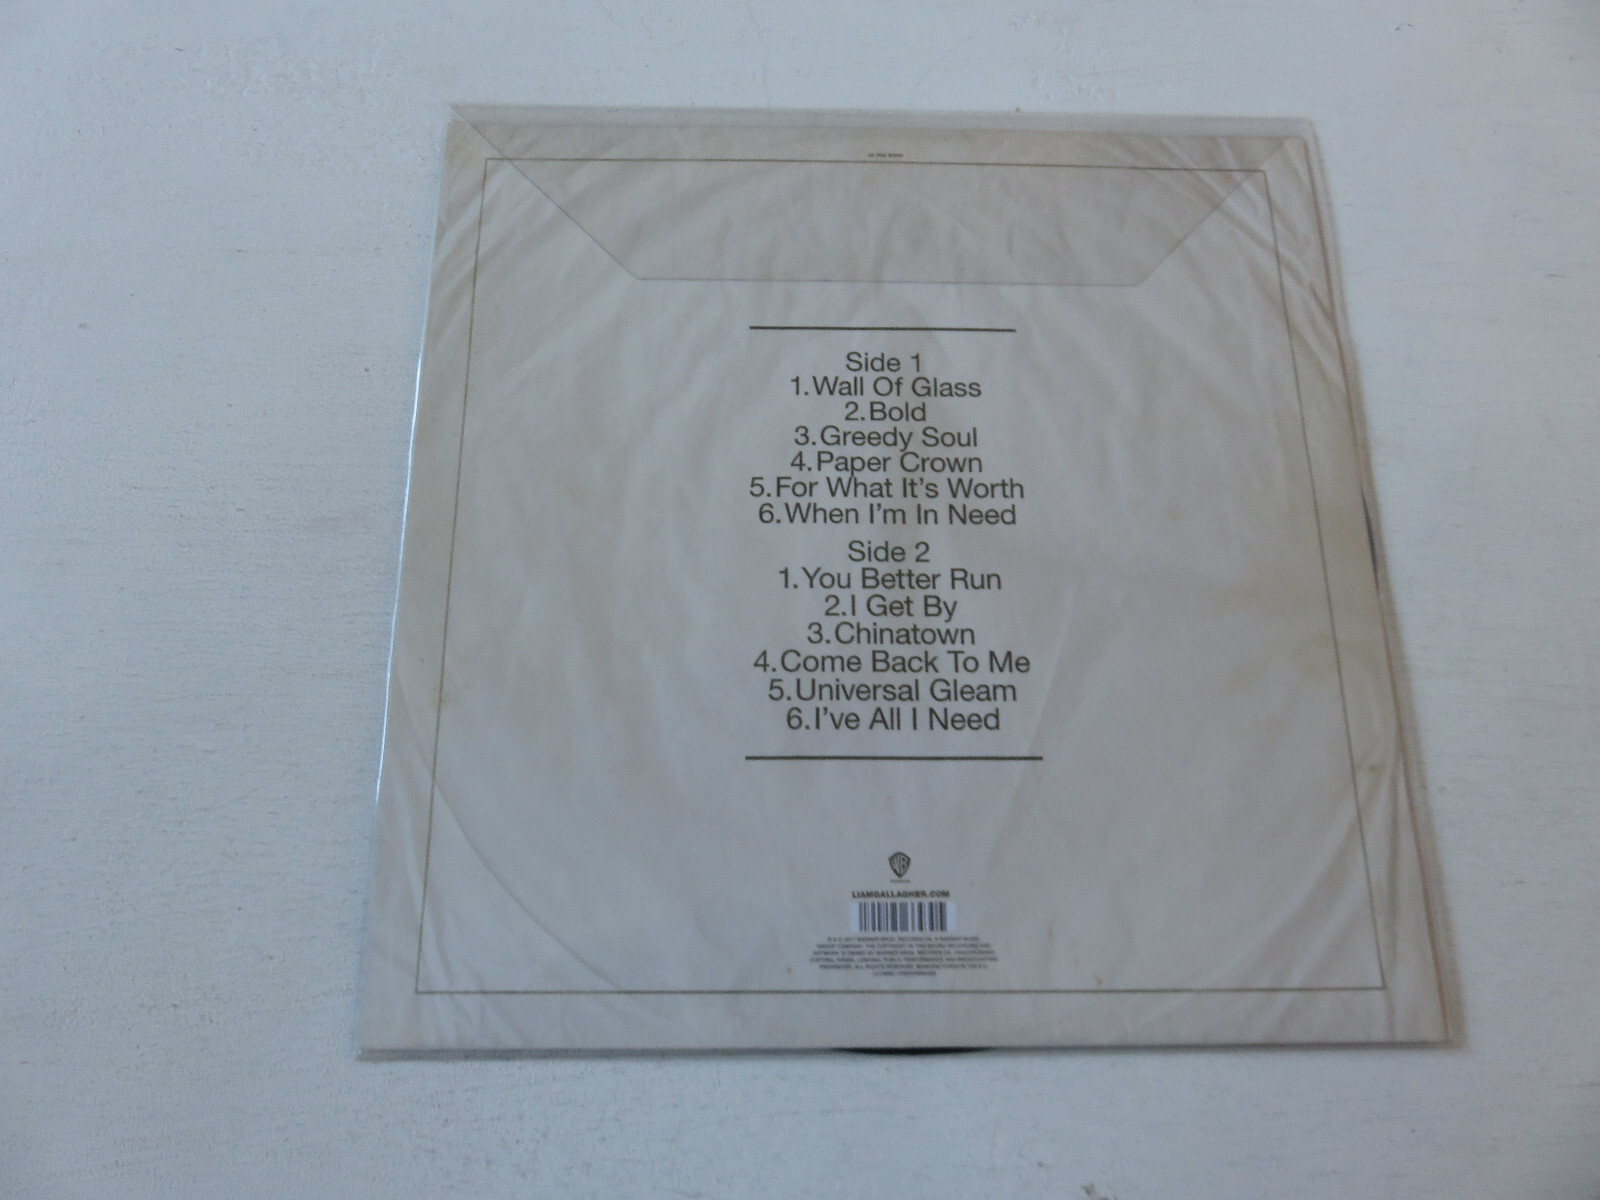 Side 1
1.Wall Of Glass
2.Bold
3.Greedy Soul
4.Paper Crown
5.For What It's Worth
6.When I'm In Need
Side 2
1.You Better Run
2.I Get By
3.Chinatown
4.Come Back To Me
5.Universal Gleam
6.I've All I Need
WB
LIAMGALLAGHER.COM